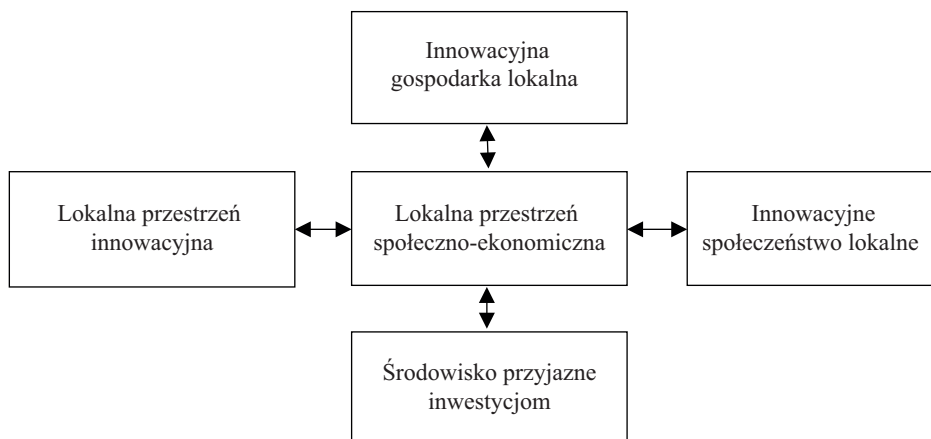 Innowacyjna
gospodarka lokalna
Lokalna przestrzeń
innowacyjna
Lokalna przestrzeń
społeczno-ekonomiczna
Innowacyjne
społeczeństwo lokalne
Środowisko przyjazne
inwestycjom